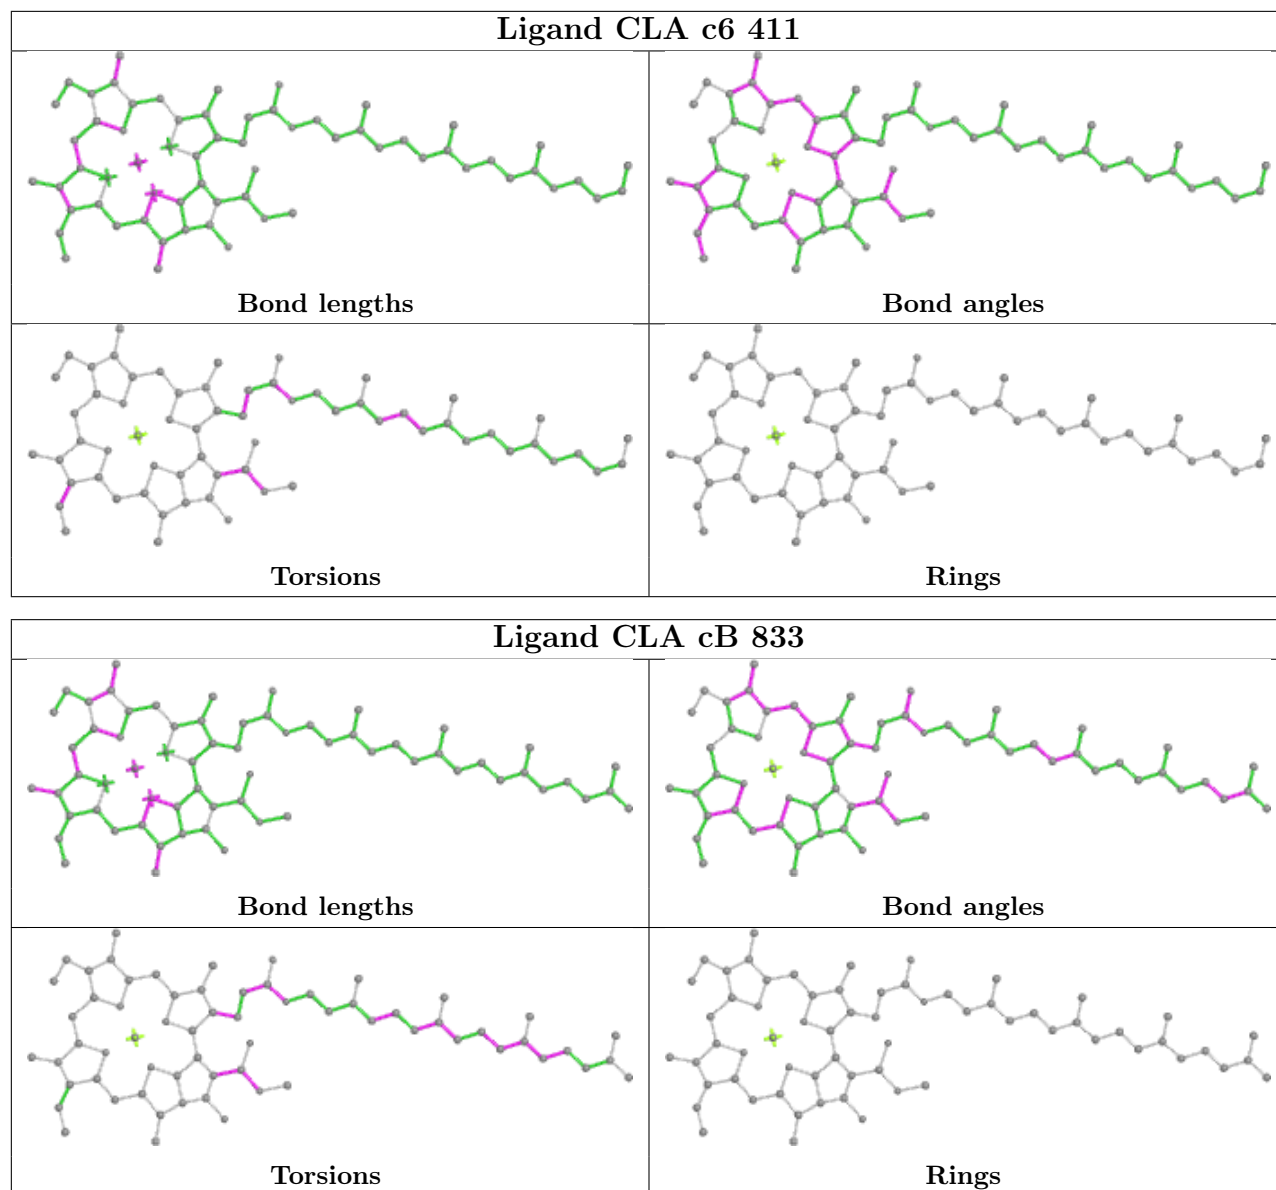 Ligand CLA c6 411
Bond lengths
Bond angles
Torsions
Rings
Ligand CLA cB 833
Bond lengths
Bond angles
Torsions
Rings